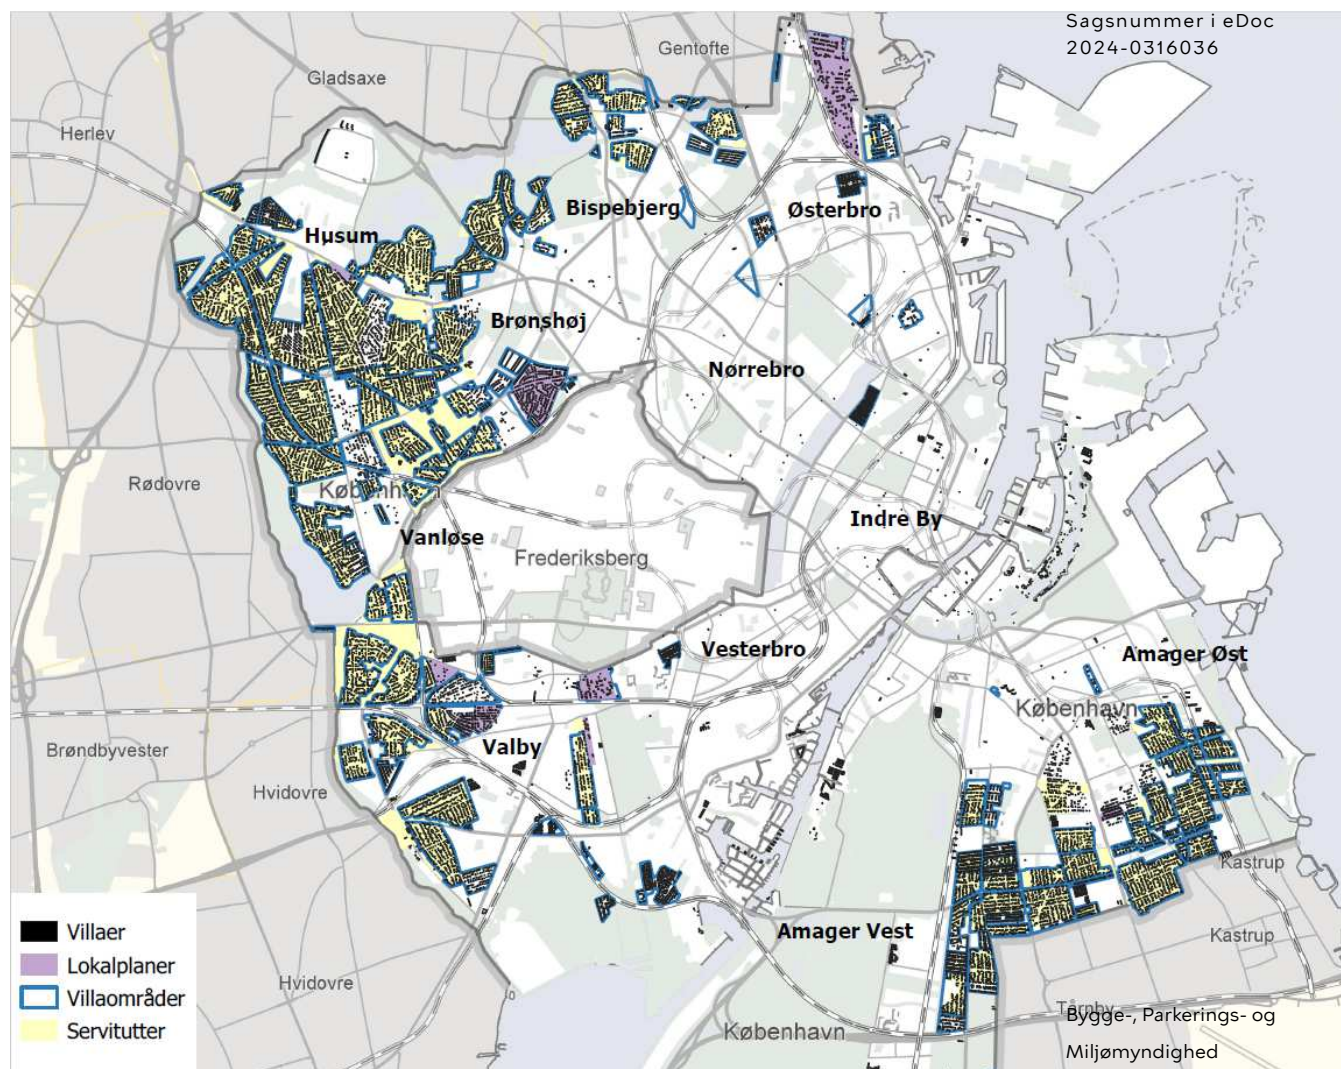 Sagsnummer i eDoc
2024-0316036
Gentofte
Gladsaxe
Herlev
Bispebjerg
Østerbro
Hµsum
Brønshøj
Nørrebro
Rødovre
København
Indre By
Vanløse
Frederiksberg
Vesterbro
Amager Øst
København
Brøndbyvester
Valby
Hvidovre
Kastrup
Villaer
Amager Vest
Kastrup
Lokalplaner
Hvidovre
Villaområder
Tårnby
Bygge-, Parkerings- og
Servitutter
København
Miljømyndighed